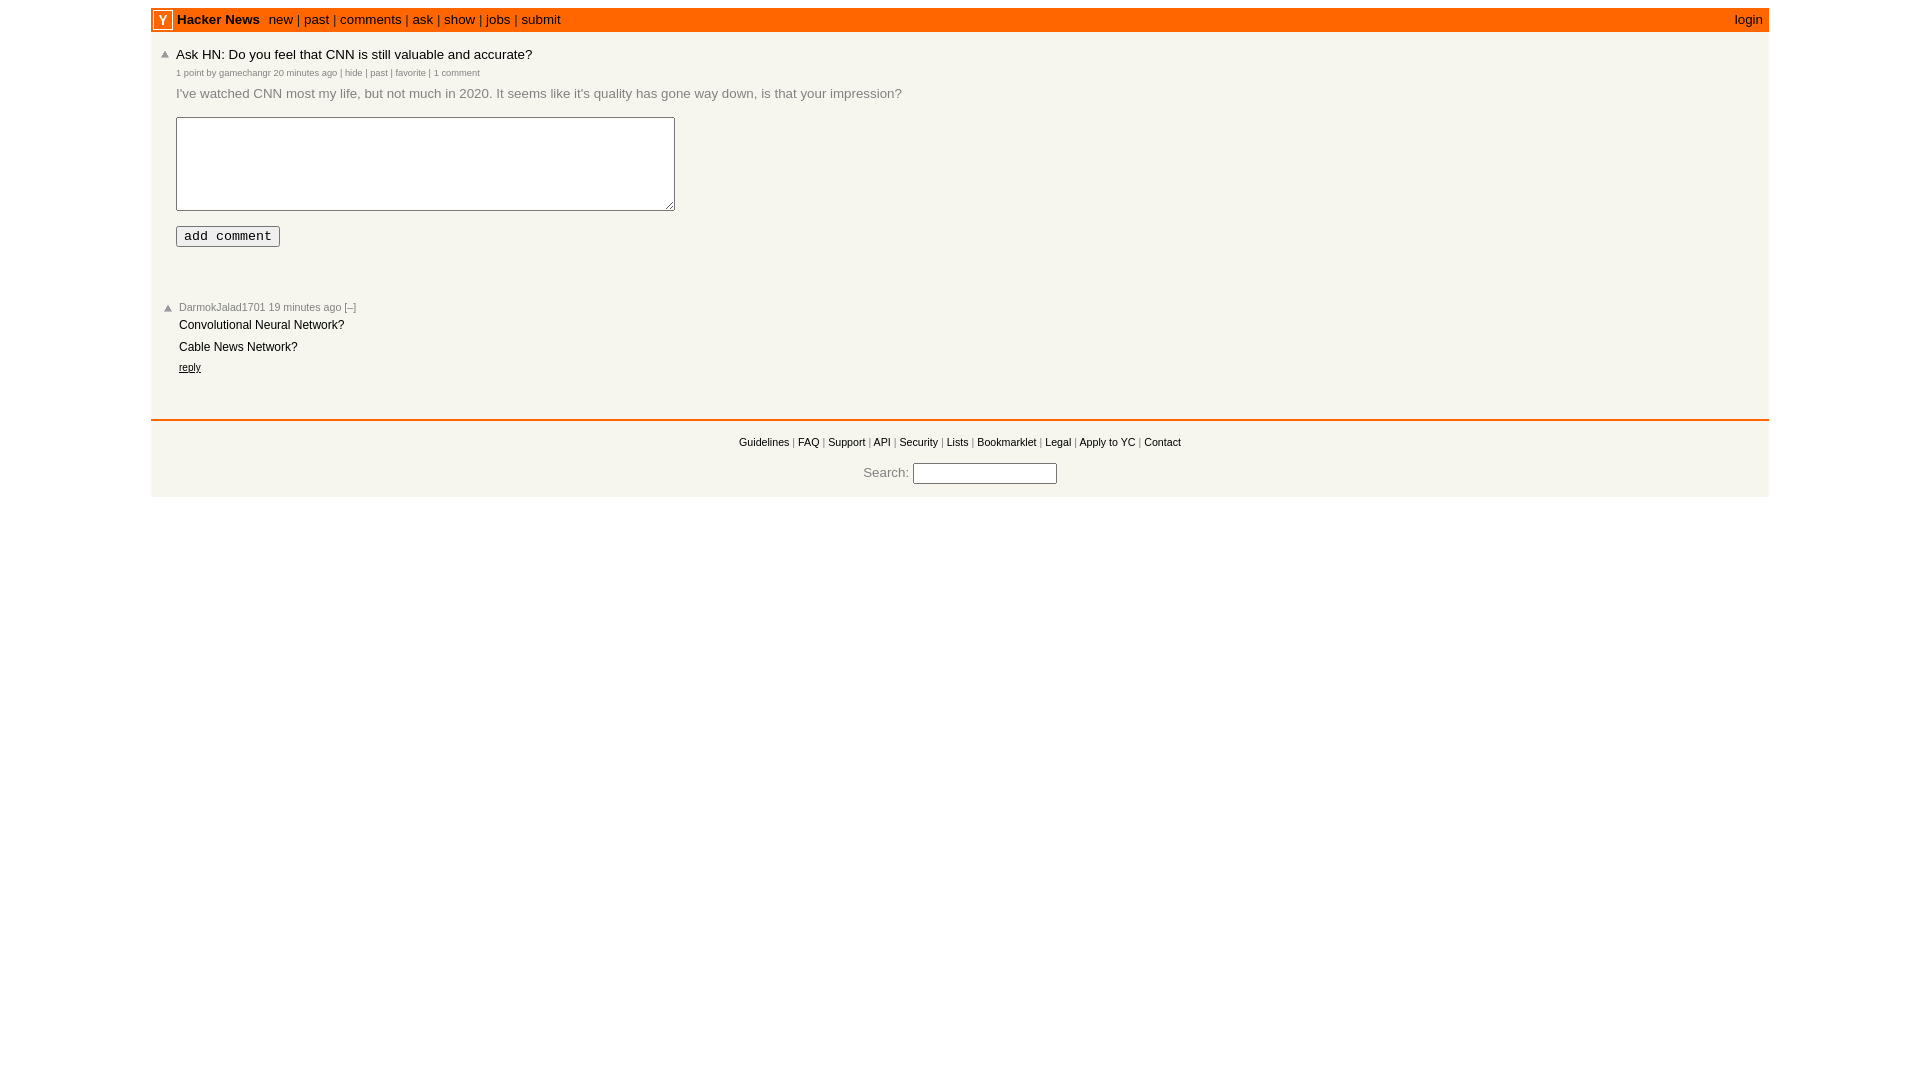 Y Hacker News new | past | comments | ask | show | jobs | submit login
Ask HN: Do you feel that CNN is still valuable and accurate?
1 point by gamechangr 20 minutes ago | hide | past | favorite | 1 comment
I've watched CNN most my life, but not much in 2020. It seems like it's quality has gone way down, is that your impression?
add comment
DarmokJalad1701 19 minutes ago [–]
Convolutional Neural Network?
Cable News Network?
reply
Guidelines | FAQ | Support | API | Security | Lists | Bookmarklet | Legal | Apply to YC | Contact
Search: